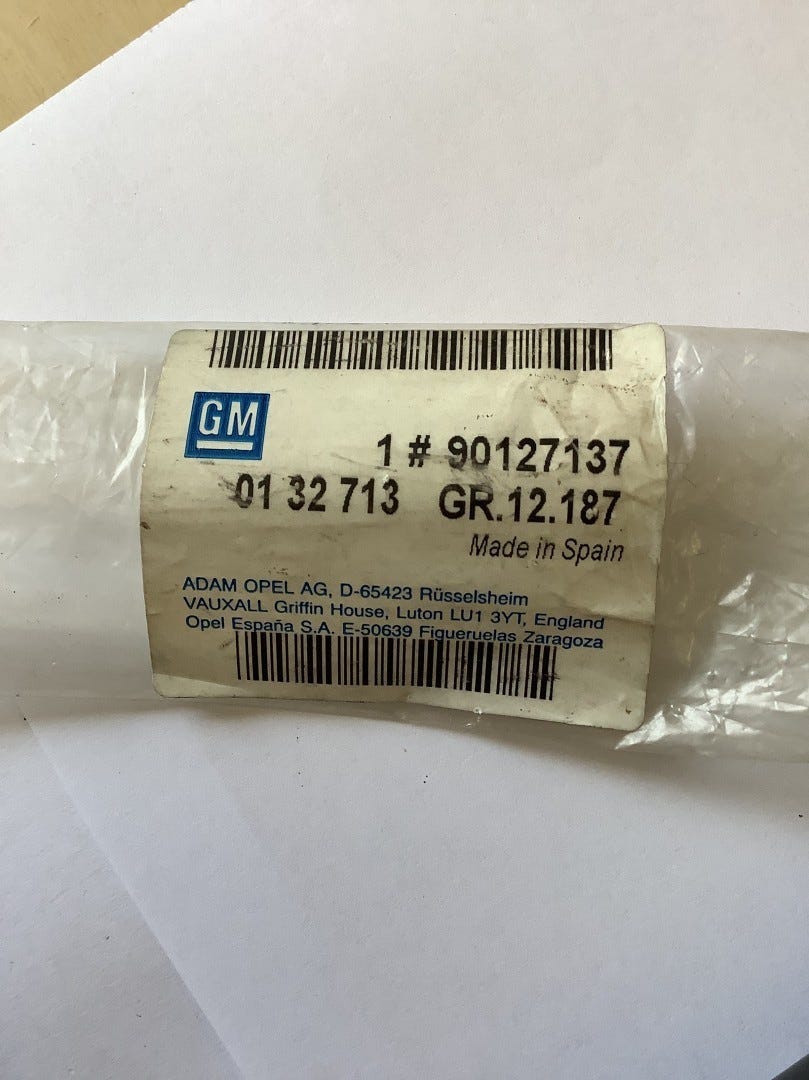 GM
1 # 90127137
01 32 713 GR.12.187
Made in Spain
ADAM OPEL AG, D-65423 Rüsselsheim
VAUXALL Griffin House, Luton LU1 3YT, England
Opel España S.A. E-50639 Figueruelas Zaragoza